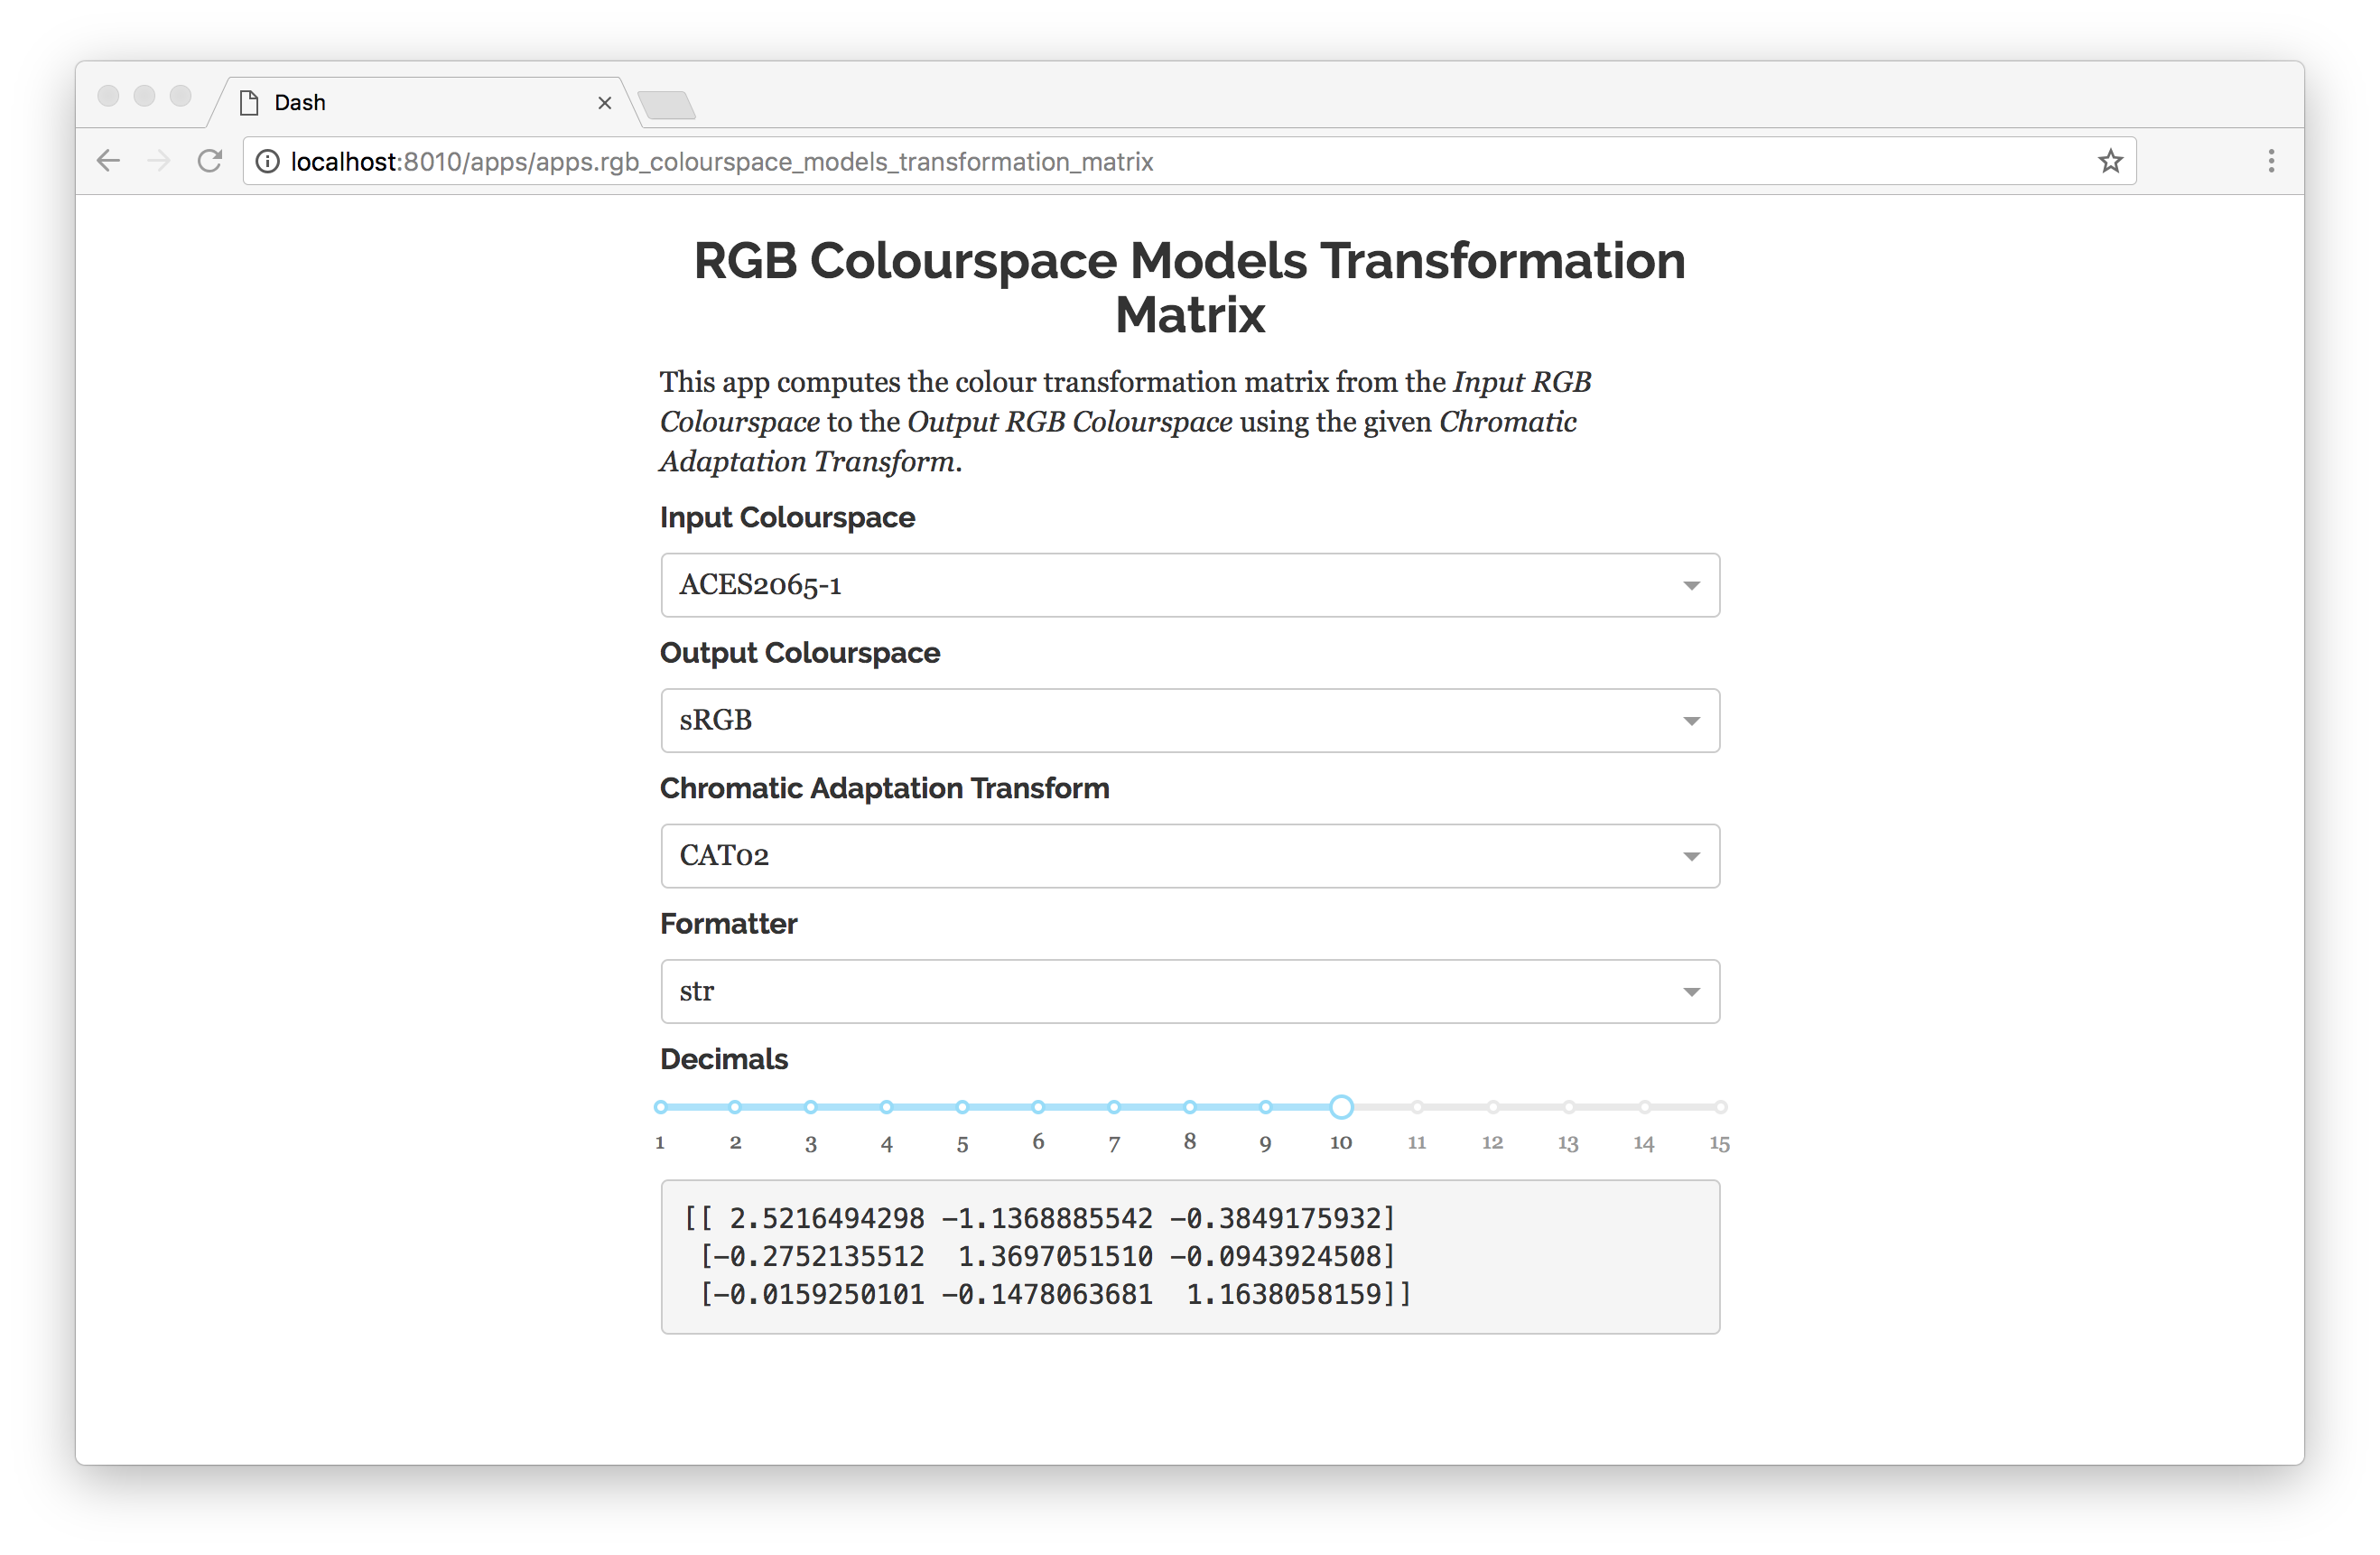 Dash
localhost:8010/apps/apps.rgb_colourspace_models_transformation_matrix
RGB Colourspace Models Transformation
Matrix
This app computes the colour transformation matrix from the Input RGB
Colourspace to the Output RGB Colourspace using the given Chromatic
Adaptation Transform.
Input Colourspace
ACES2065-1
Output Colourspace
sRGB
Chromatic Adaptation Transform
CAT02
Formatter
str
Decimals
1 2 3 4 5 6 7 8 9 10 11 12 13 14 15
[[ 2.5216494298 -1.1368885542 -0.3849175932]
[-0.2752135512 1.3697051510 -0.0943924508]
[-0.0159250101 -0.1478063681 1.1638058159]]